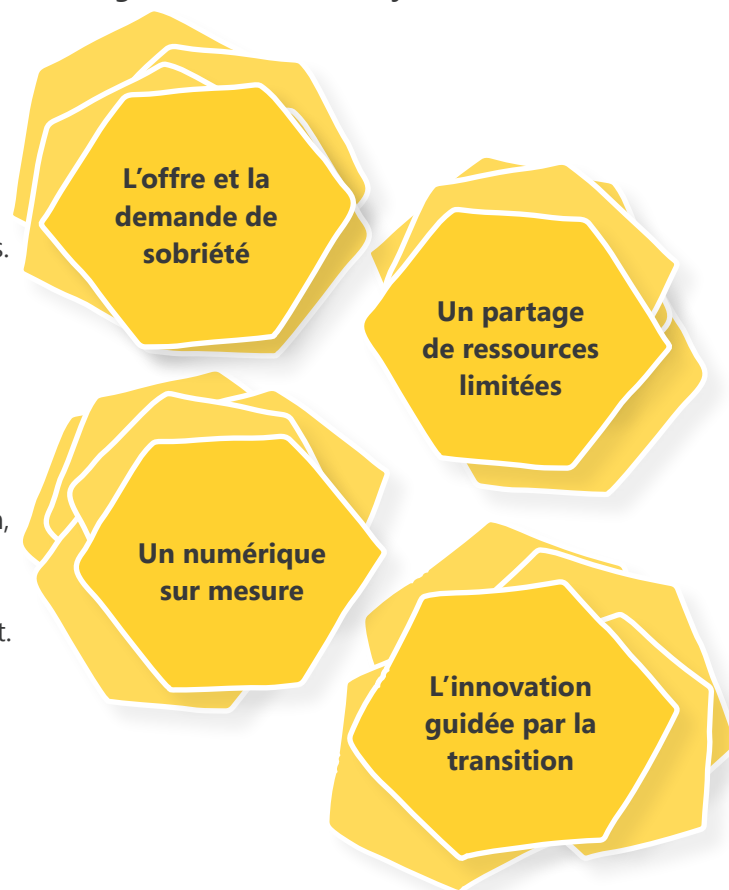 L’offre et la
demande de
sobriété
Un partage
de ressources
limitées
Un numérique
sur mesure
L’innovation
guidée par la
transition